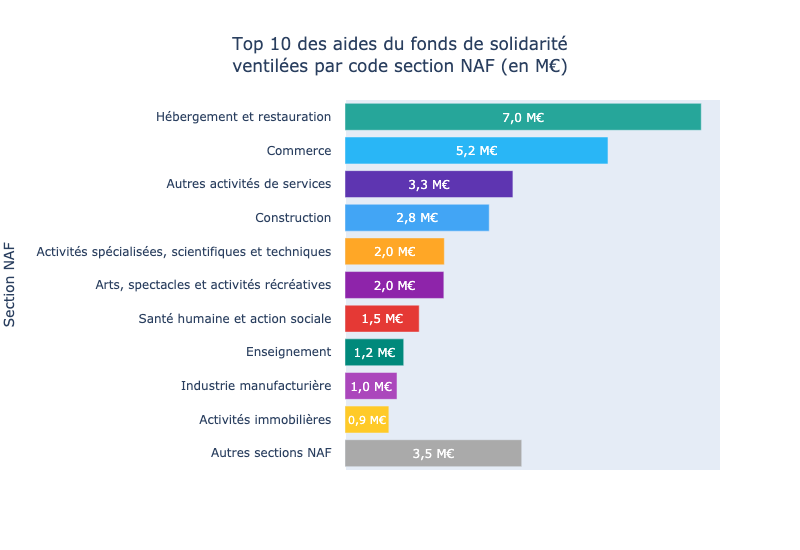 Top 10 des aides du fonds de solidarité
ventilées par code section NAF (en M€)
Section NAF
Hébergement et restauration 7,0 M€
Commerce 5,2 M€
Autres activités de services 3,3 M€
Construction 2,8 M€
Activités spécialisées, scientifiques et techniques 2,0 M€
Arts, spectacles et activités récréatives 2,0 M€
Santé humaine et action sociale 1,5 M€
Enseignement 1,2 M€
Industrie manufacturière 1,0 M€
Activités immobilières 0,9 M€
Autres sections NAF 3,5 M€